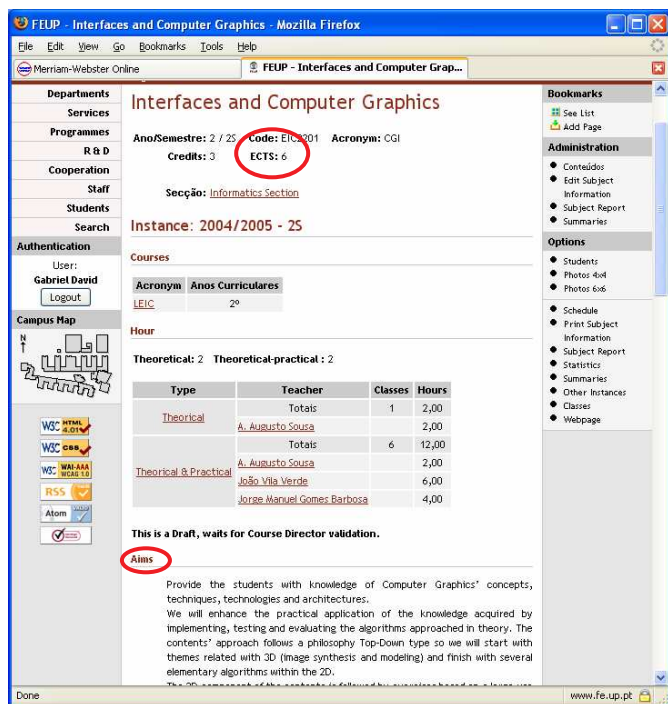 FEUP - Interfaces and Computer Graphics - Mozilla Firefox
File Edit View Go Bookmarks Tools Help
Merriam-Webster Online
FEUP - Interfaces and Computer Grap...
Departments
Services
Programmes
R & D
Cooperation
Staff
Students
Search
Authentication
User:
Gabriel David
Logout
Campus Map
N
W3C HTML 4.01
W3C css
W3C WAI-AAA WCAG 1.0
RSS
Atom
Interfaces and Computer Graphics
Ano/Semestre: 2 / 2S Code: EIC2201 Acronym: CGI
Credits: 3 ECTS: 6
Secção: Informatics Section
Instance: 2004/2005 - 2S
Courses
Acronym Anos Curriculares
LEIC 2º
Hour
Theoretical: 2 Theoretical-practical : 2
Type Teacher Classes Hours
Theorical Totais 1 2,00
A. Augusto Sousa 2,00
Theorical & Practical Totais 6 12,00
A. Augusto Sousa 2,00
João Vila Verde 6,00
Jorge Manuel Gomes Barbosa 4,00
This is a Draft, waits for Course Director validation.
Aims
Provide the students with knowledge of Computer Graphics' concepts,
techniques, technologies and architectures.
We will enhance the practical application of the knowledge acquired by
implementing, testing and evaluating the algorithms approached in theory. The
contents' approach follows a philosophy Top-Down type so we will start with
themes related with 3D (image synthesis and modeling) and finish with several
elementary algorithms within the 2D.
Bookmarks
See List
Add Page
Administration
Conteúdos
Edit Subject
Information
Subject Report
Summaries
Options
Students
Photos 4x4
Photos 6x6
Schedule
Print Subject
Information
Subject Report
Statistics
Summaries
Other Instances
Classes
Webpage
Done
www.fe.up.pt